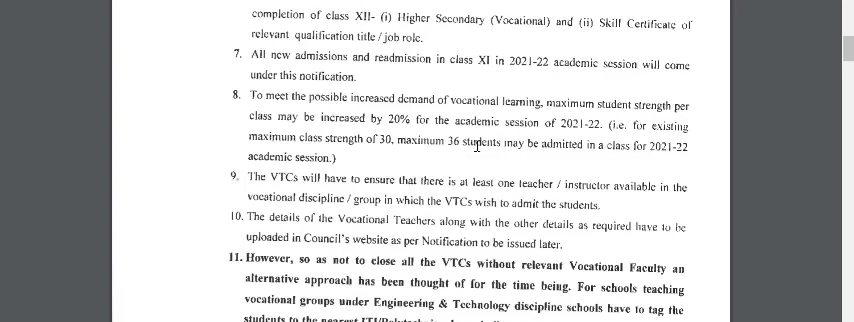 completion of class XII- (i) Higher Secondary (Vocational) and (ii) Skill Certificate of
relevant qualification title / job role.
7. All new admissions and readmission in class XI in 2021-22 academic session will come
under this notification.
8. To meet the possible increased demand of vocational learning, maximum student strength per
class may be increased by 20% for the academic session of 2021-22. (i.e. for existing
maximum class strength of 30, maximum 36 students may be admitted in a class for 2021-22
academic session.)
9. The VTCs will have to ensure that there is at least one teacher / instructor available in the
vocational discipline / group in which the VTCs wish to admit the students.
10. The details of the Vocational Teachers along with the other details as required have to be
uploaded in Council's website as per Notification to be issued later.
11. However, so as not to close all the VTCs without relevant Vocational Faculty an
alternative approach has been thought of for the time being. For schools teaching
vocational groups under Engineering & Technology discipline schools have to tag the
students to the nearest